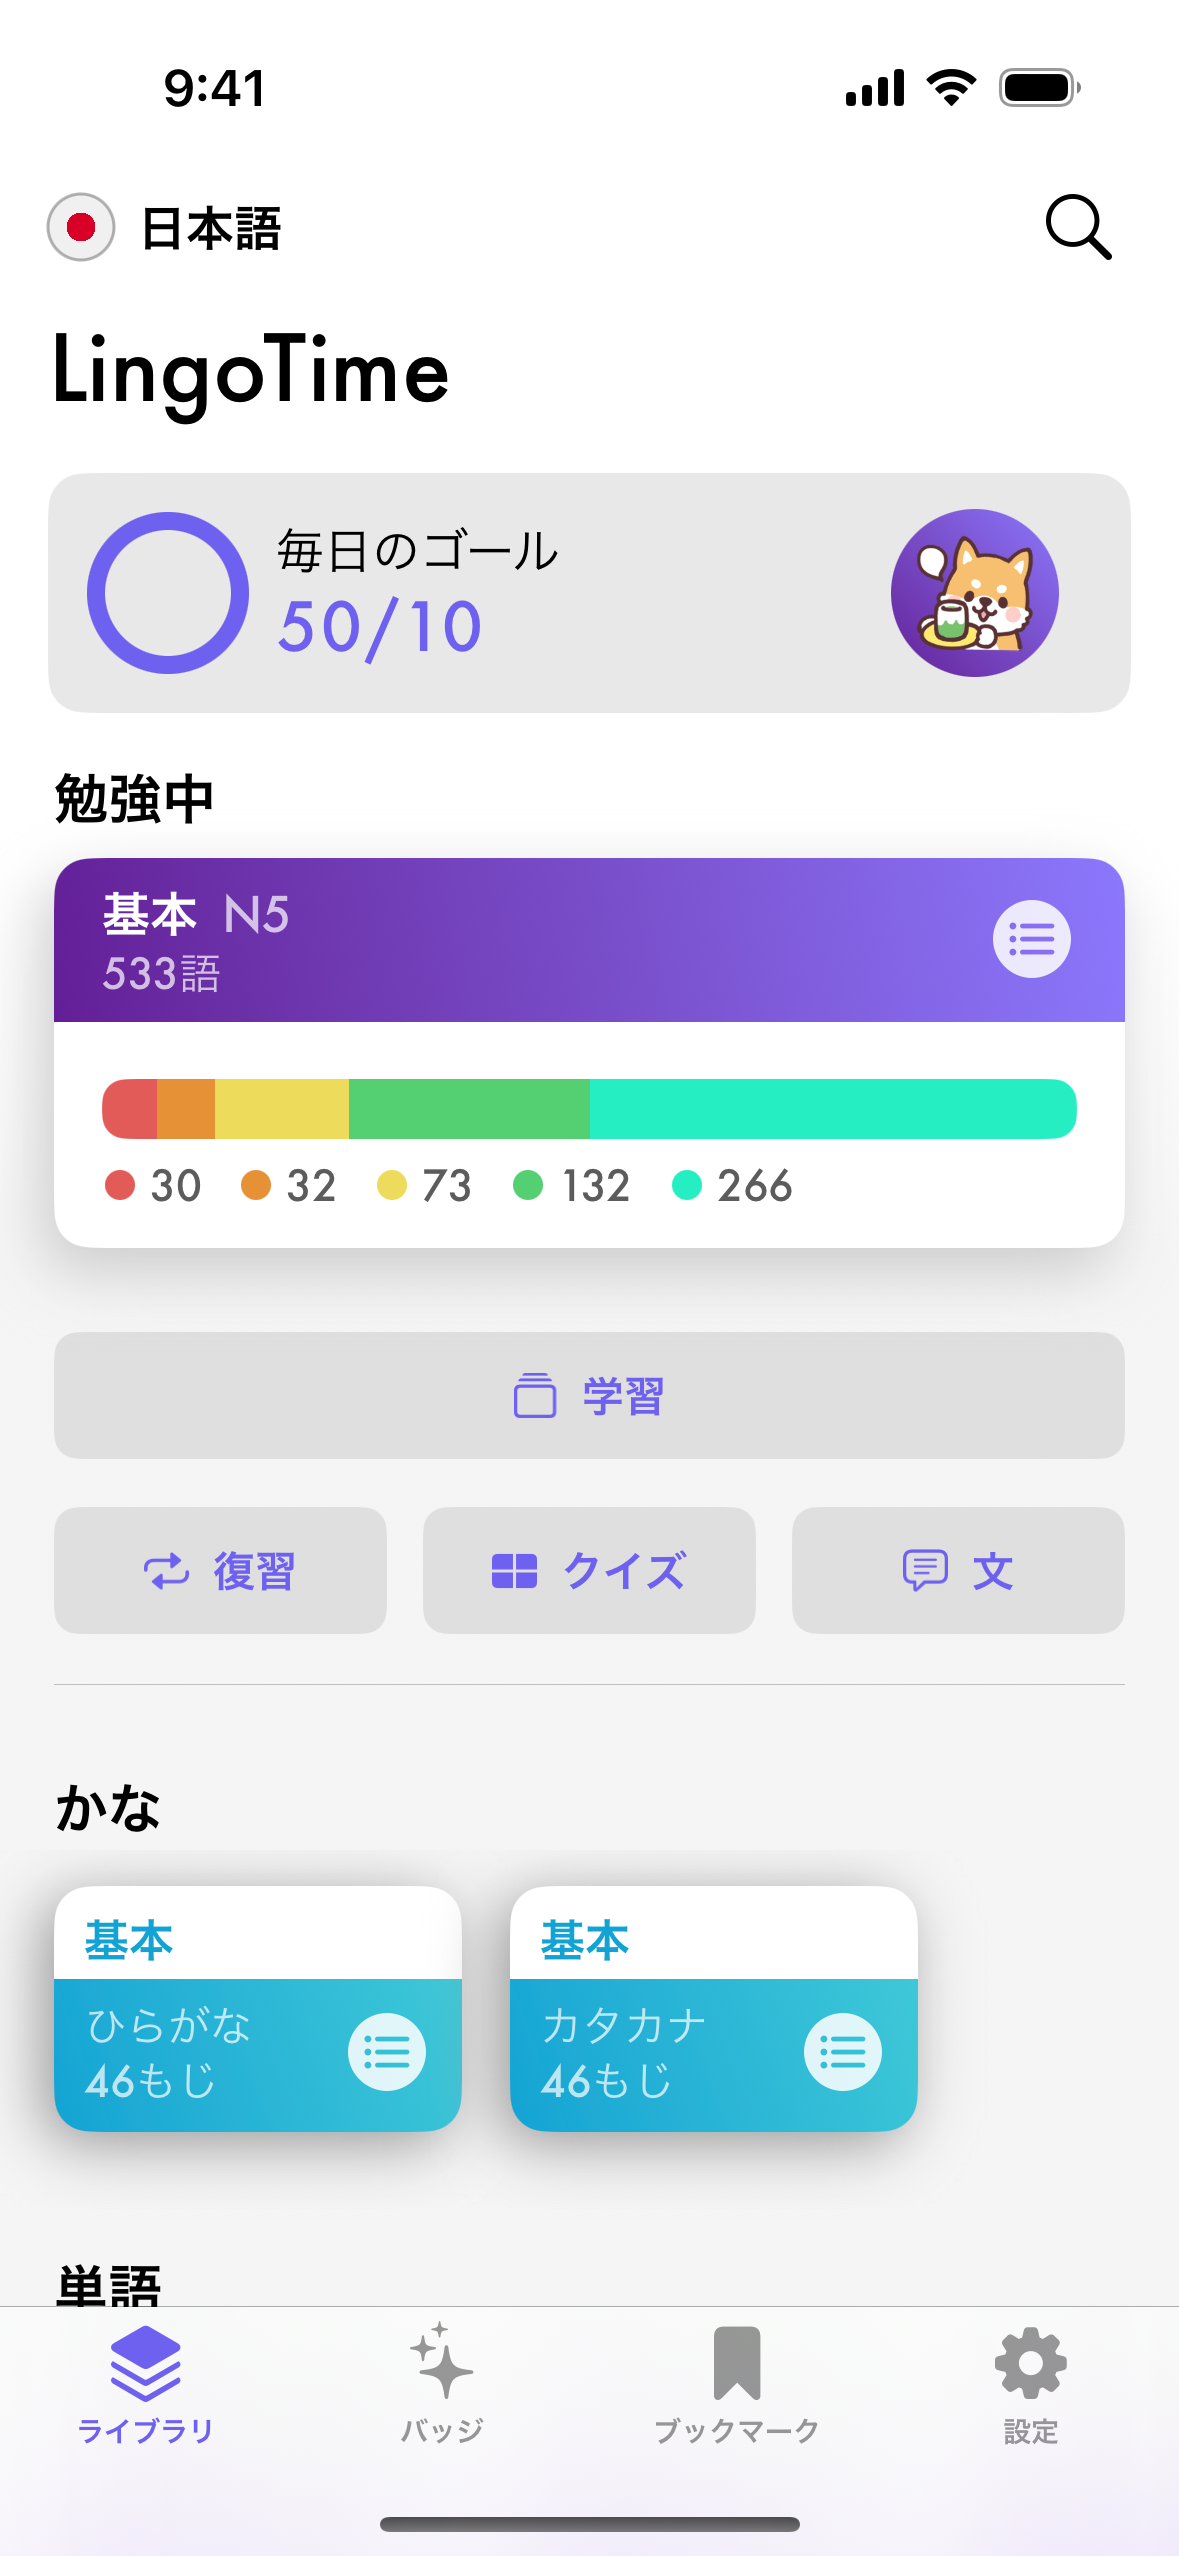 9:41
日本語
LingoTime
毎日のゴール
50/10
勉強中
基本 N5
533語
30 32 73 132 266
学習
復習 クイズ 文
かな
基本 基本
ひらがな カタカナ
46もじ 46もじ
単語
ライブラリ バッジ ブックマーク 設定